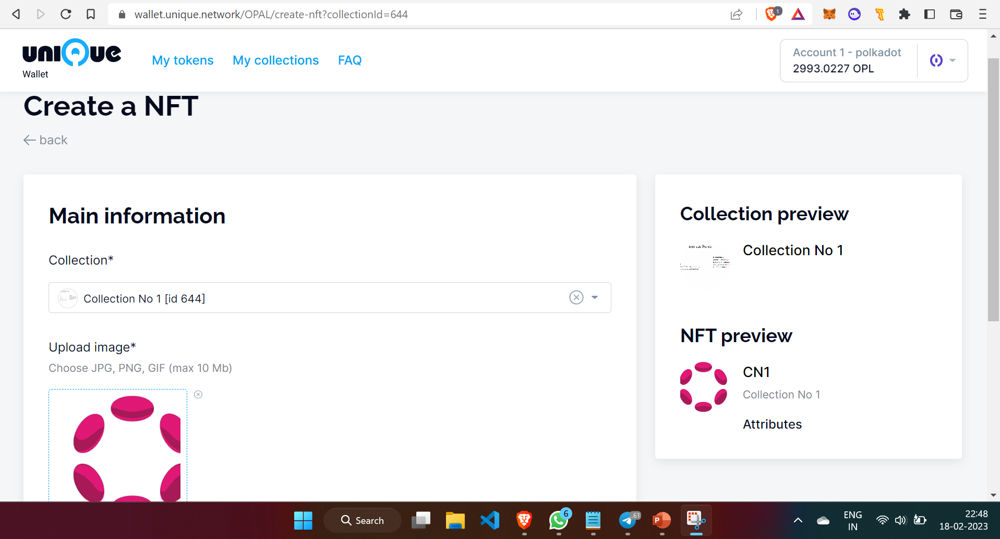 wallet.unique.network/OPAL/create-nft?collectionId=644
1
unique
Wallet
My tokens
My collections
FAQ
Account 1 - polkadot
2993.0227 OPL
Create a NFT
← back
Main information
Collection*
Collection No 1 [id 644]
Upload image*
Choose JPG, PNG, GIF (max 10 Mb)
Collection preview
Collection No 1
NFT preview
CN1
Collection No 1
Attributes
Search
6
..61
P
ENG
IN
22:48
18-02-2023